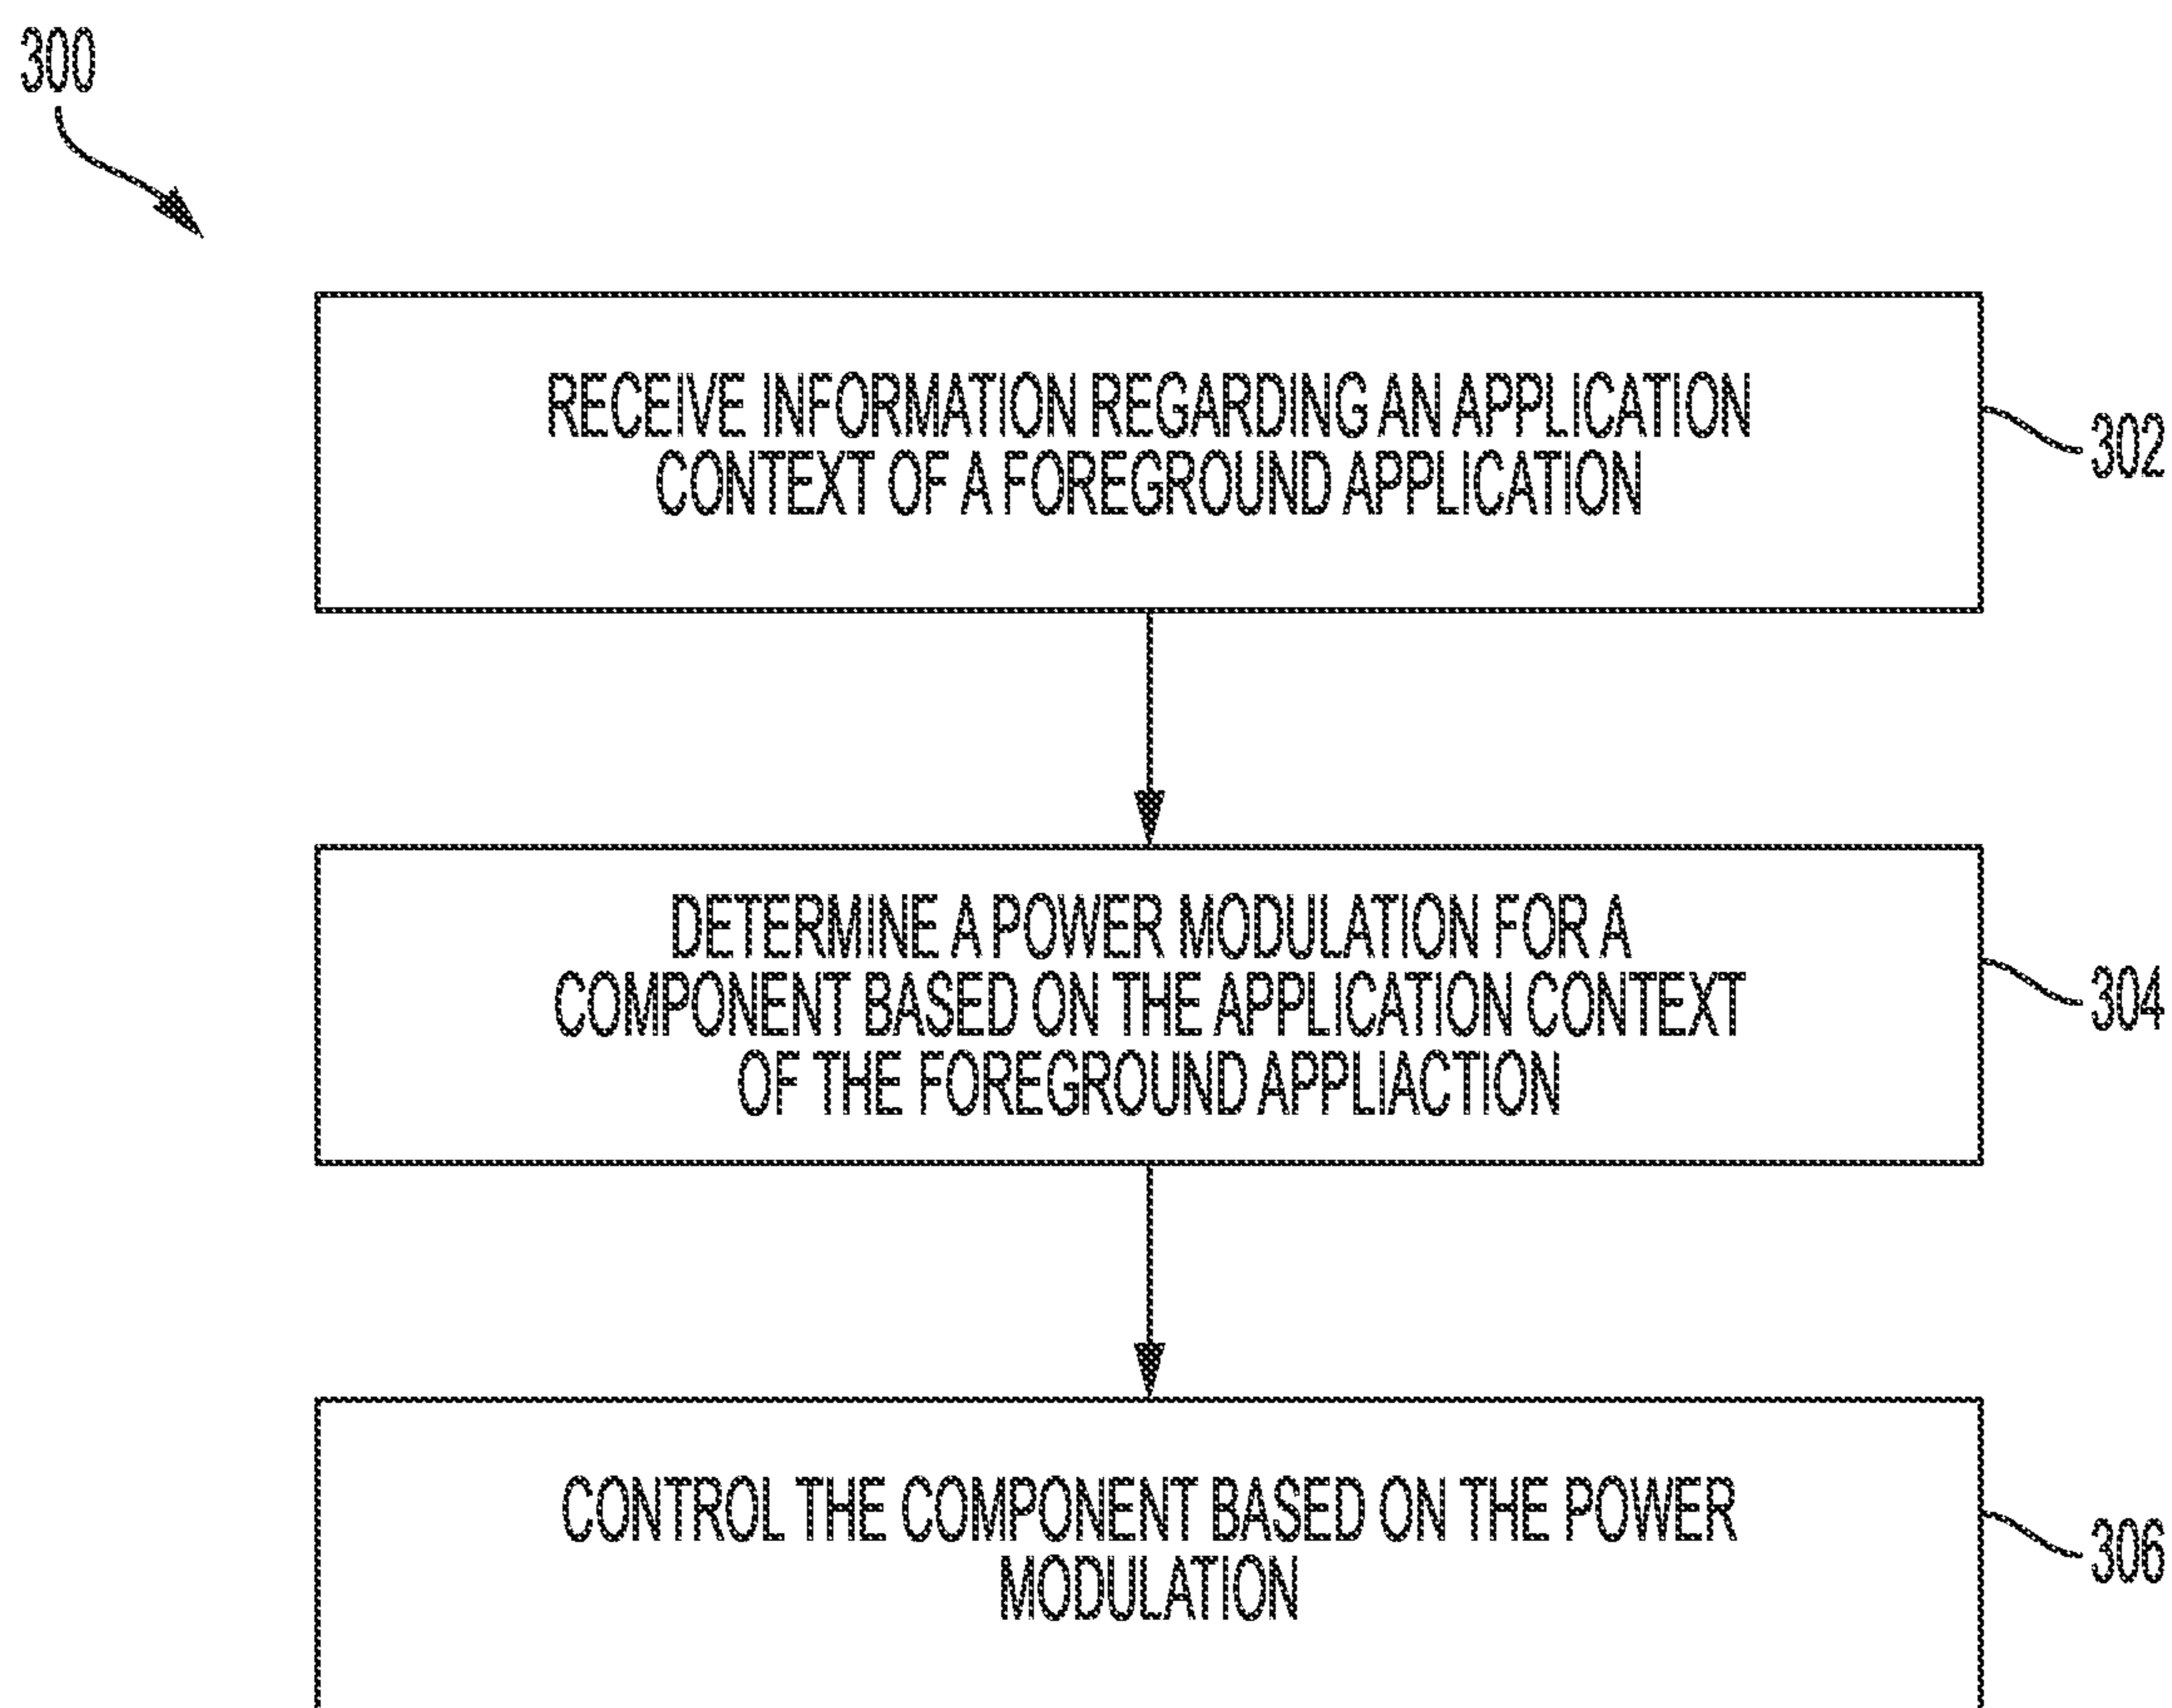 300
RECEIVE INFORMATION REGARDING AN APPLICATION
CONTEXT OF A FOREGROUND APPLICATION
302
DETERMINE A POWER MODULATION FOR A
COMPONENT BASED ON THE APPLICATION CONTEXT
OF THE FOREGROUND APPLIACTION
304
CONTROL THE COMPONENT BASED ON THE POWER
MODULATION
306